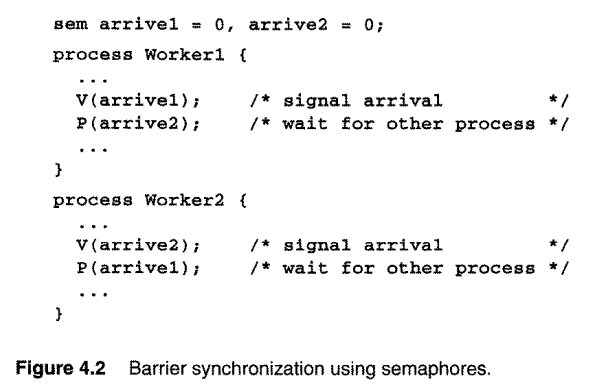 sem arrive1 = 0, arrive2 = 0;
process Worker1 {
...
V(arrive1); /* signal arrival */
P(arrive2); /* wait for other process */
...
}
process Worker2 {
...
V(arrive2); /* signal arrival */
P(arrive1); /* wait for other process */
...
}
Figure 4.2 Barrier synchronization using semaphores.